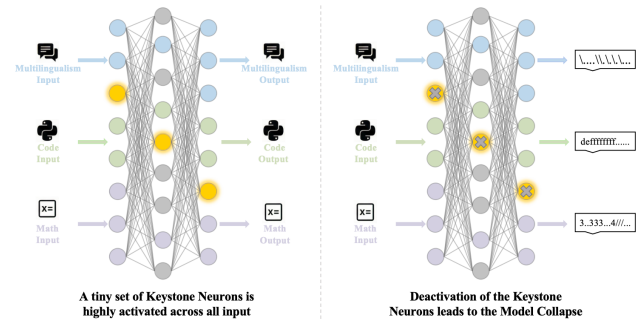 Multilingualism
Input
Multilingualism
Output
Code
Input
Code
Output
X=
Math
Input
X=
Math
Output
A tiny set of Keystone Neurons is
highly activated across all input
Multilingualism
Input
\....\\.\.\.\...
Code
Input
defffffff......
X=
Math
Input
3..333...4///...
Deactivation of the Keystone
Neurons leads to the Model Collapse